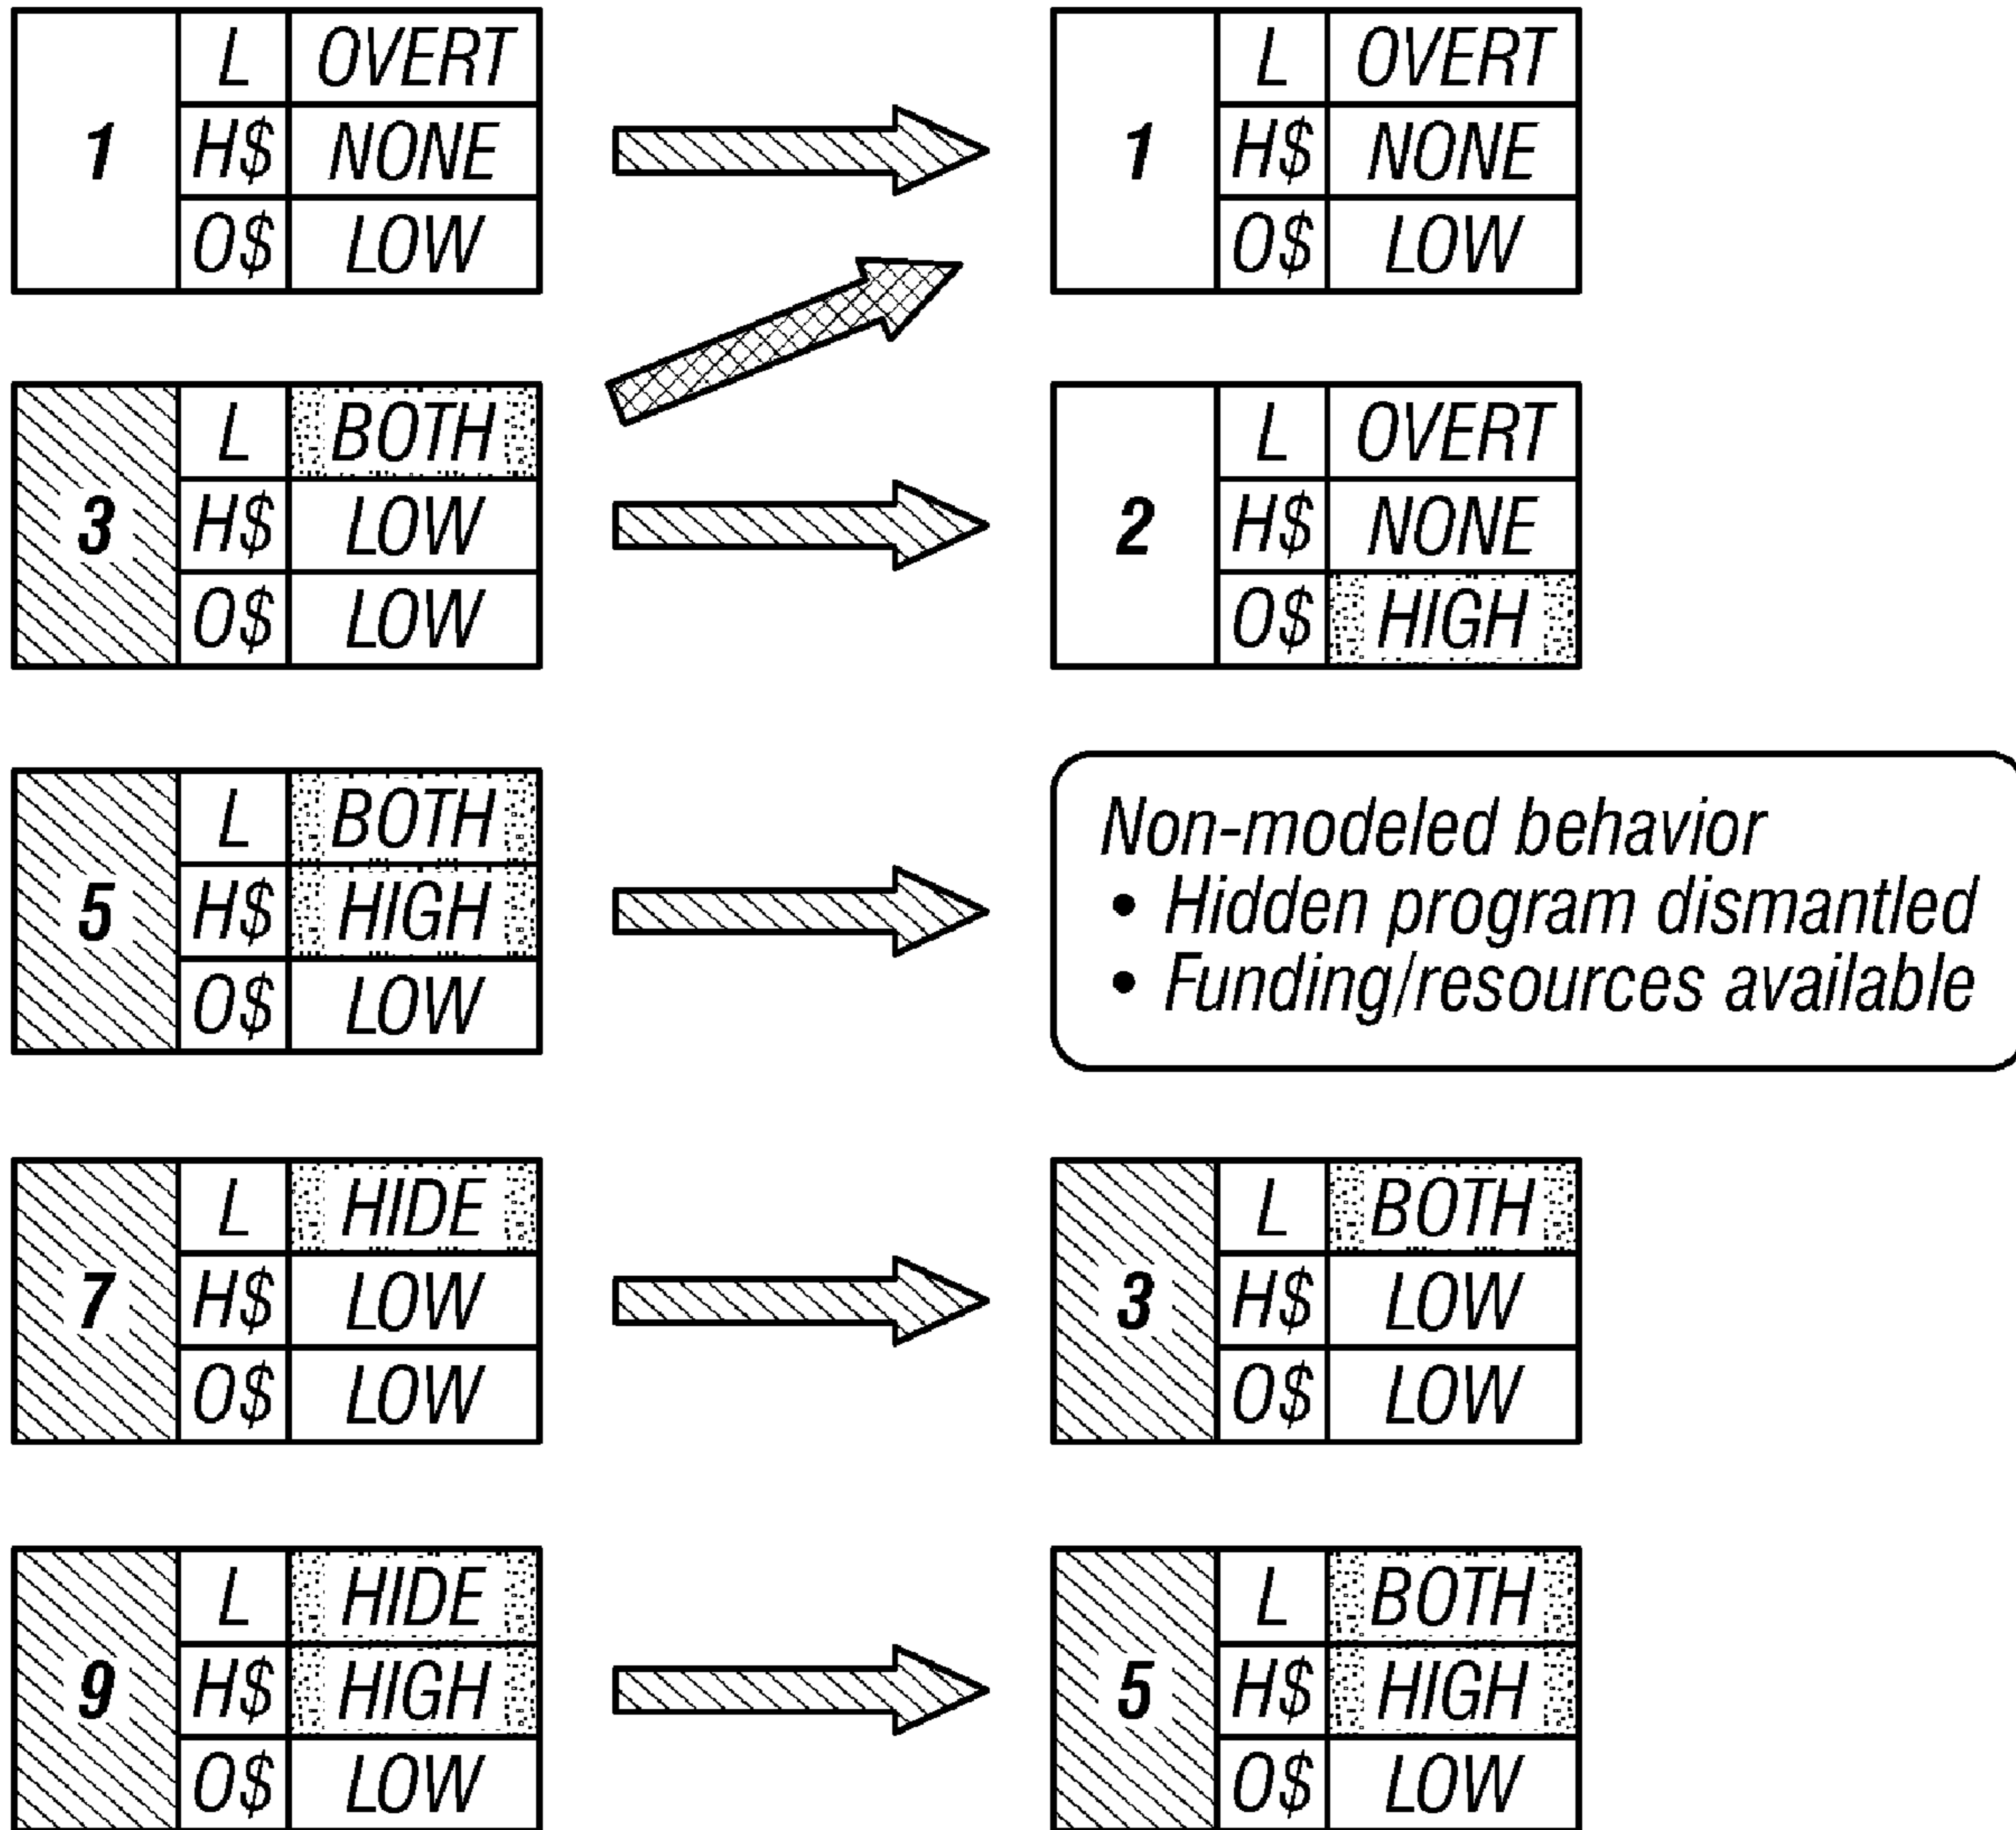 1 L OVERT 1 L OVERT
H$ NONE H$ NONE
O$ LOW O$ LOW
3 L BOTH 2 L OVERT
H$ LOW H$ NONE
O$ LOW O$ HIGH
5 L BOTH
H$ HIGH
O$ LOW
Non-modeled behavior
• Hidden program dismantled
• Funding/resources available
7 L HIDE 3 L BOTH
H$ LOW H$ LOW
O$ LOW O$ LOW
9 L HIDE 5 L BOTH
H$ HIGH H$ HIGH
O$ LOW O$ LOW